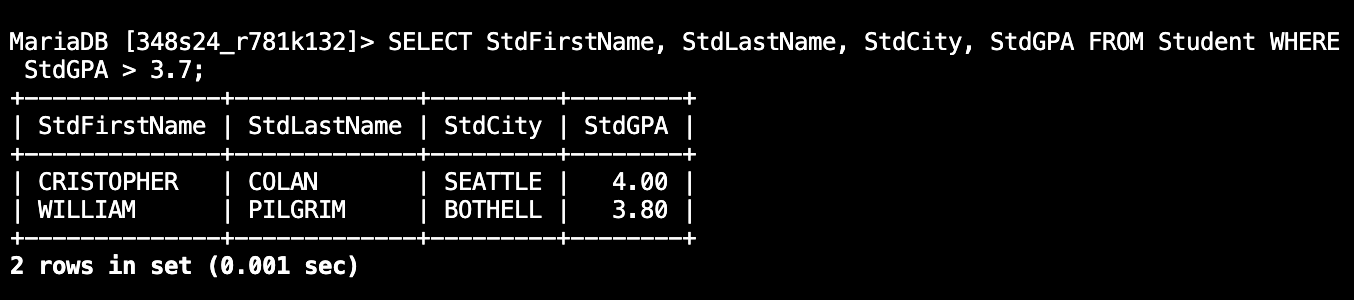 MariaDB [348s24_r781k132]> SELECT StdFirstName, StdLastName, StdCity, StdGPA FROM Student WHERE
 StdGPA > 3.7;
+--------------+-------------+---------+--------+
| StdFirstName | StdLastName | StdCity | StdGPA |
+--------------+-------------+---------+--------+
| CRISTOPHER   | COLAN       | SEATTLE |   4.00 |
| WILLIAM      | PILGRIM     | BOTHELL |   3.80 |
+--------------+-------------+---------+--------+
2 rows in set (0.001 sec)